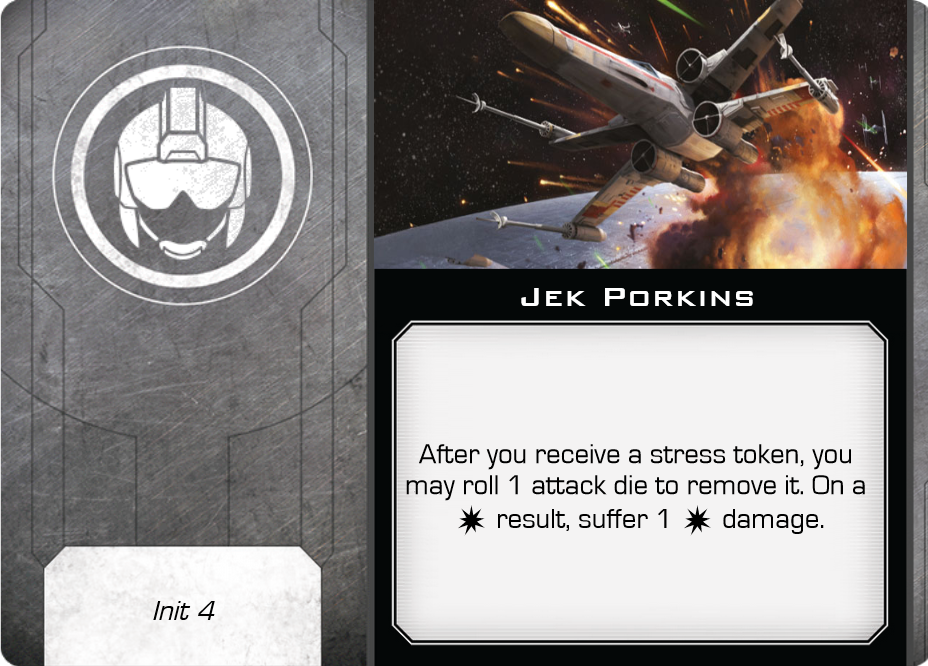 Jek Porkins
After you receive a stress token, you
may roll 1 attack die to remove it. On a
result, suffer 1 damage.
Init 4